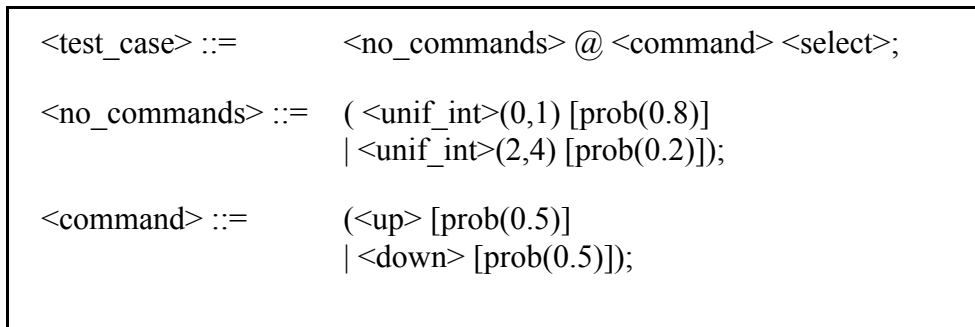 <test_case> ::= <no_commands> @ <command> <select>;
<no_commands> ::= ( <unif_int>(0,1) [prob(0.8)]
| <unif_int>(2,4) [prob(0.2)]);
<command> ::= (<up> [prob(0.5)]
| <down> [prob(0.5)]);